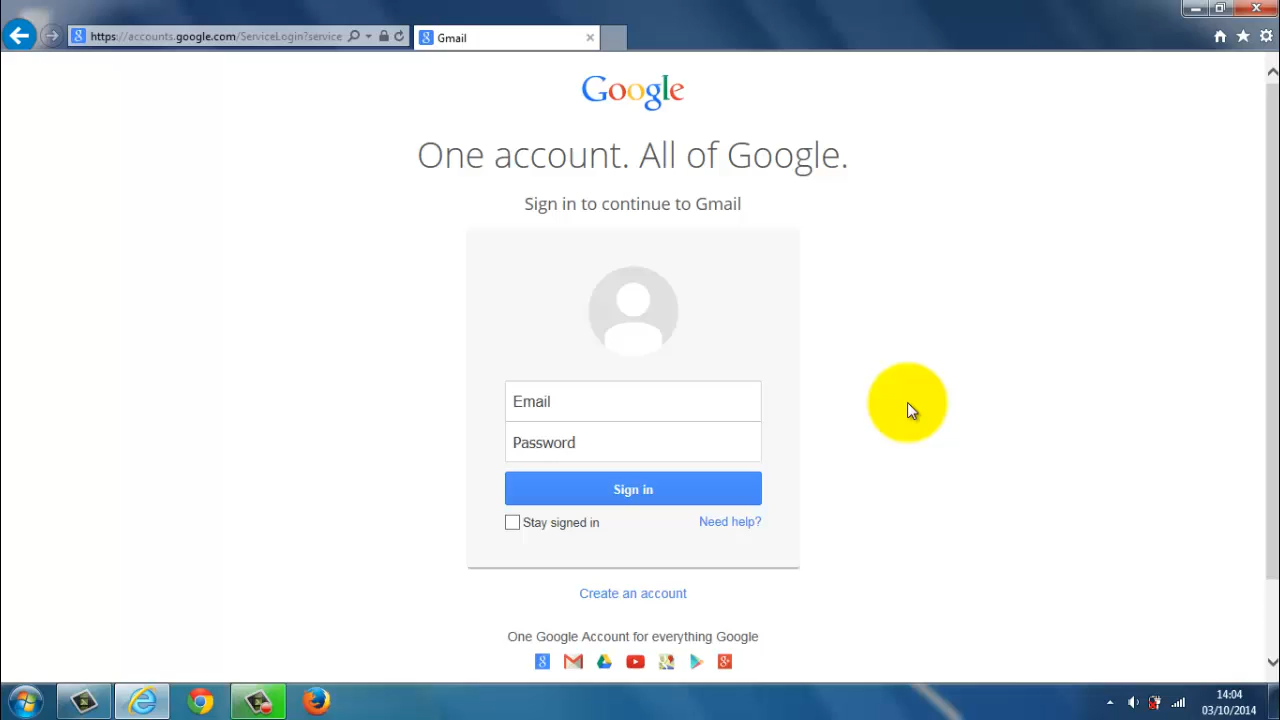 https://accounts.google.com/ServiceLogin?service
Gmail
Google
One account. All of Google.
Sign in to continue to Gmail
Email
Password
Sign in
Stay signed in
Need help?
Create an account
One Google Account for everything Google
14:04
03/10/2014